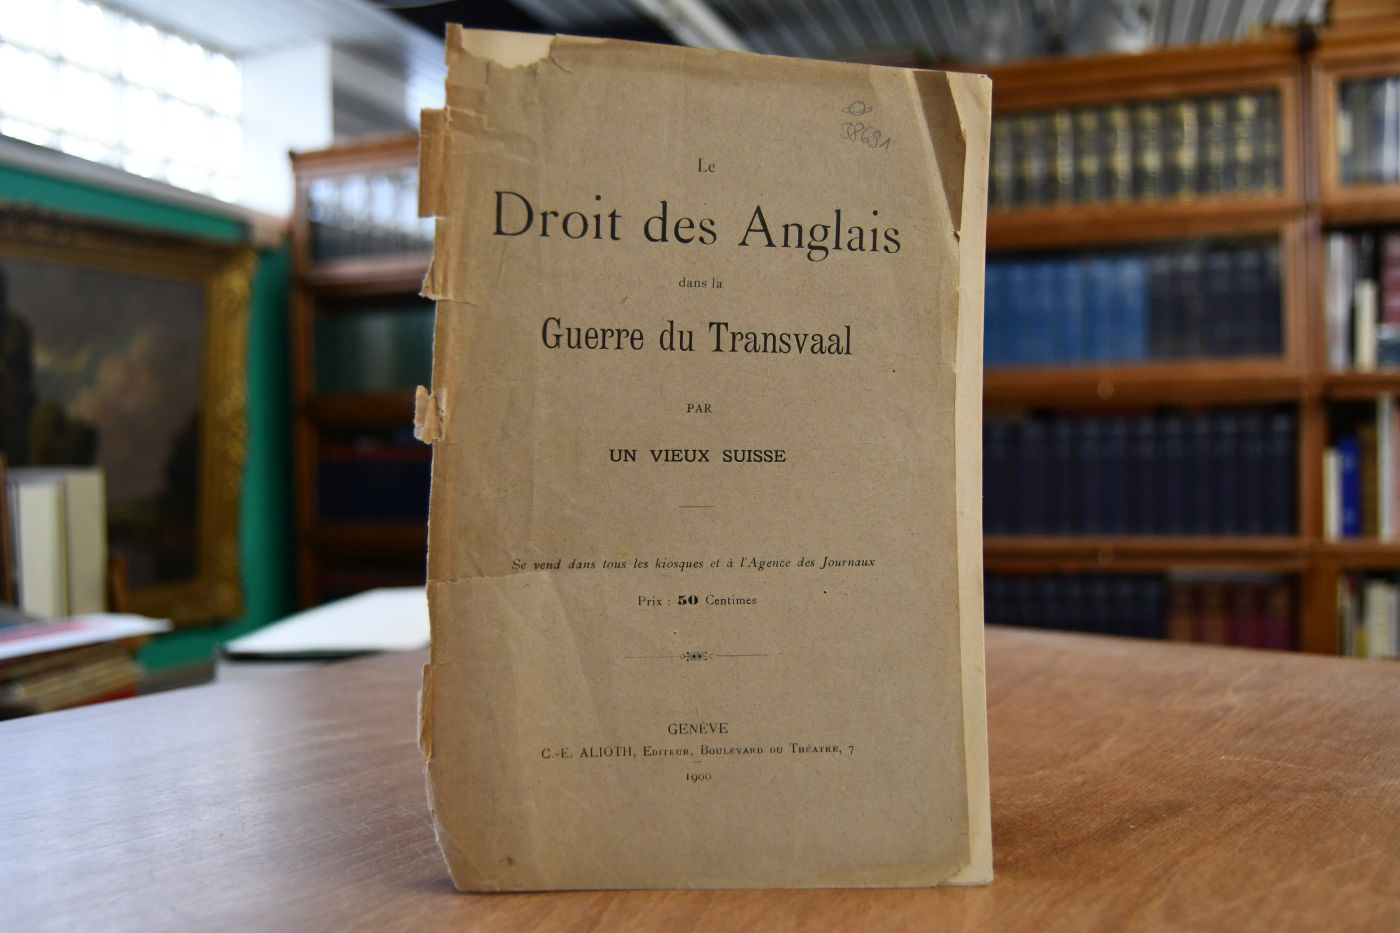 38691
Le
Droit des Anglais
dans la
Guerre du Transvaal
PAR
UN VIEUX SUISSE
Se vend dans tous les kiosques et à l'Agence des Journaux
Prix : 50 Centimes
GENÈVE
C.-E. ALIOTH, Editeur, Boulevard du Théatre, 7
1900